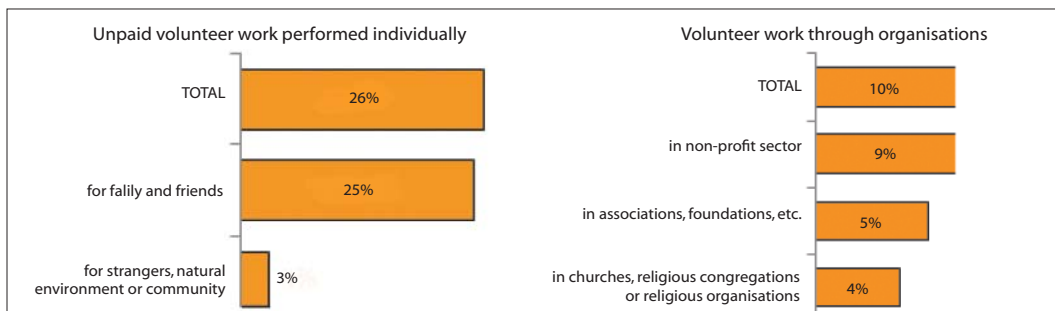 Unpaid volunteer work performed individually
TOTAL
26%
for falily and friends
25%
for strangers, natural
environment or community
3%
Volunteer work through organisations
TOTAL
10%
in non-profit sector
9%
in associations, foundations, etc.
5%
in churches, religious congregations
or religious organisations
4%